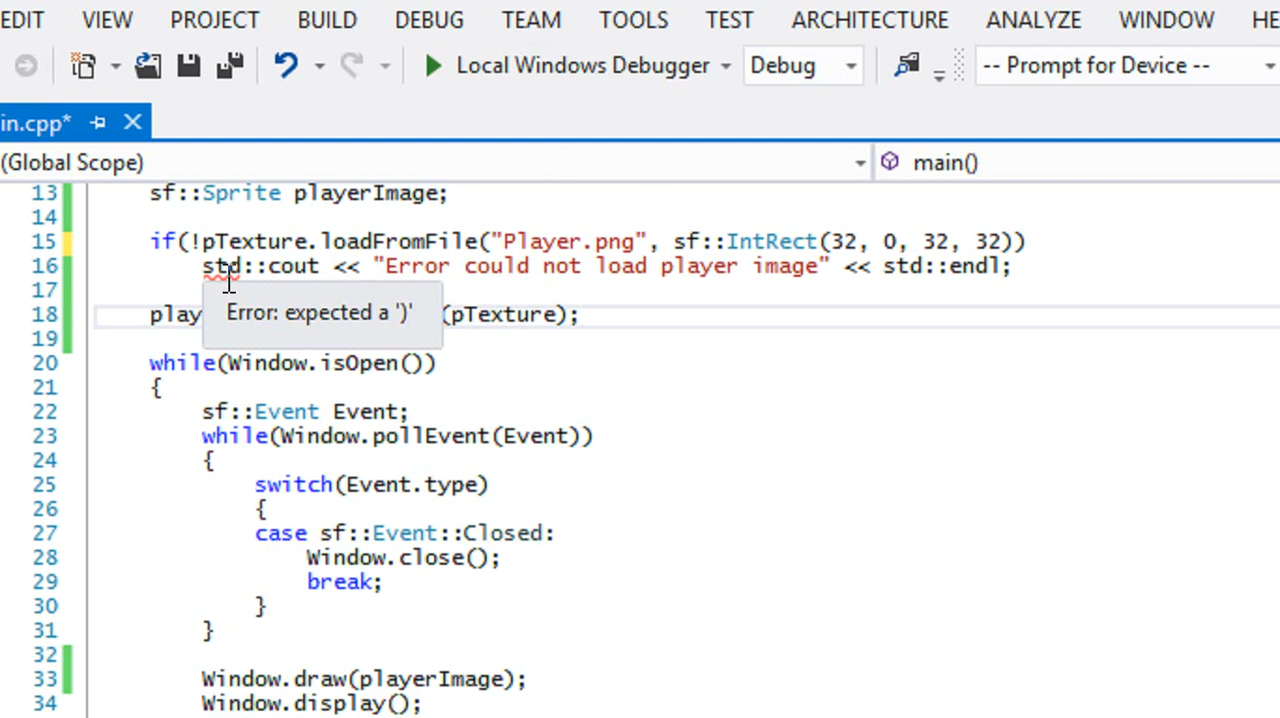 EDIT VIEW PROJECT BUILD DEBUG TEAM TOOLS TEST ARCHITECTURE ANALYZE WINDOW HE
Local Windows Debugger Debug -- Prompt for Device --
in.cpp*
(Global Scope) main()
13 sf::Sprite playerImage;
14
15 if(!pTexture.loadFromFile("Player.png", sf::IntRect(32, 0, 32, 32))
16 std::cout << "Error could not load player image" << std::endl;
17
Error: expected a ')'
18 play (pTexture);
19
20 while(Window.isOpen())
21 {
22 sf::Event Event;
23 while(Window.pollEvent(Event))
24 {
25 switch(Event.type)
26 {
27 case sf::Event::Closed:
28 Window.close();
29 break;
30 }
31 }
32
33 Window.draw(playerImage);
34 Window.display();